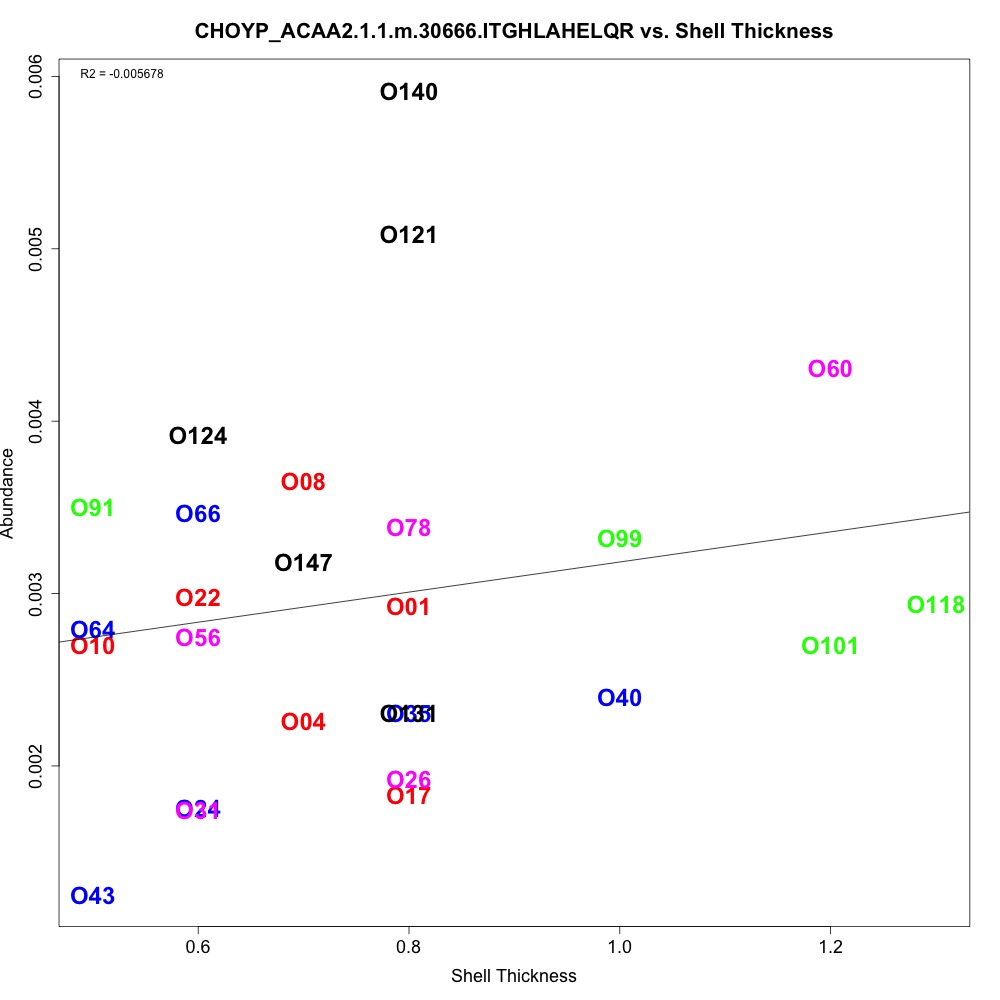 CHOYP_ACAA2.1.1.m.30666.ITGHLAHELQR vs. Shell Thickness
R2 = -0.005678
0.006
O140
O121
0.005
O60
0.004
O124
O08
O91
O66
O78
O99
O147
Abundance
0.003
O22
O01
O118
O64
O56
O10
O101
O40
O131
O04
0.002
O26
O17
O24
O43
0.6
0.8
1.0
1.2
Shell Thickness